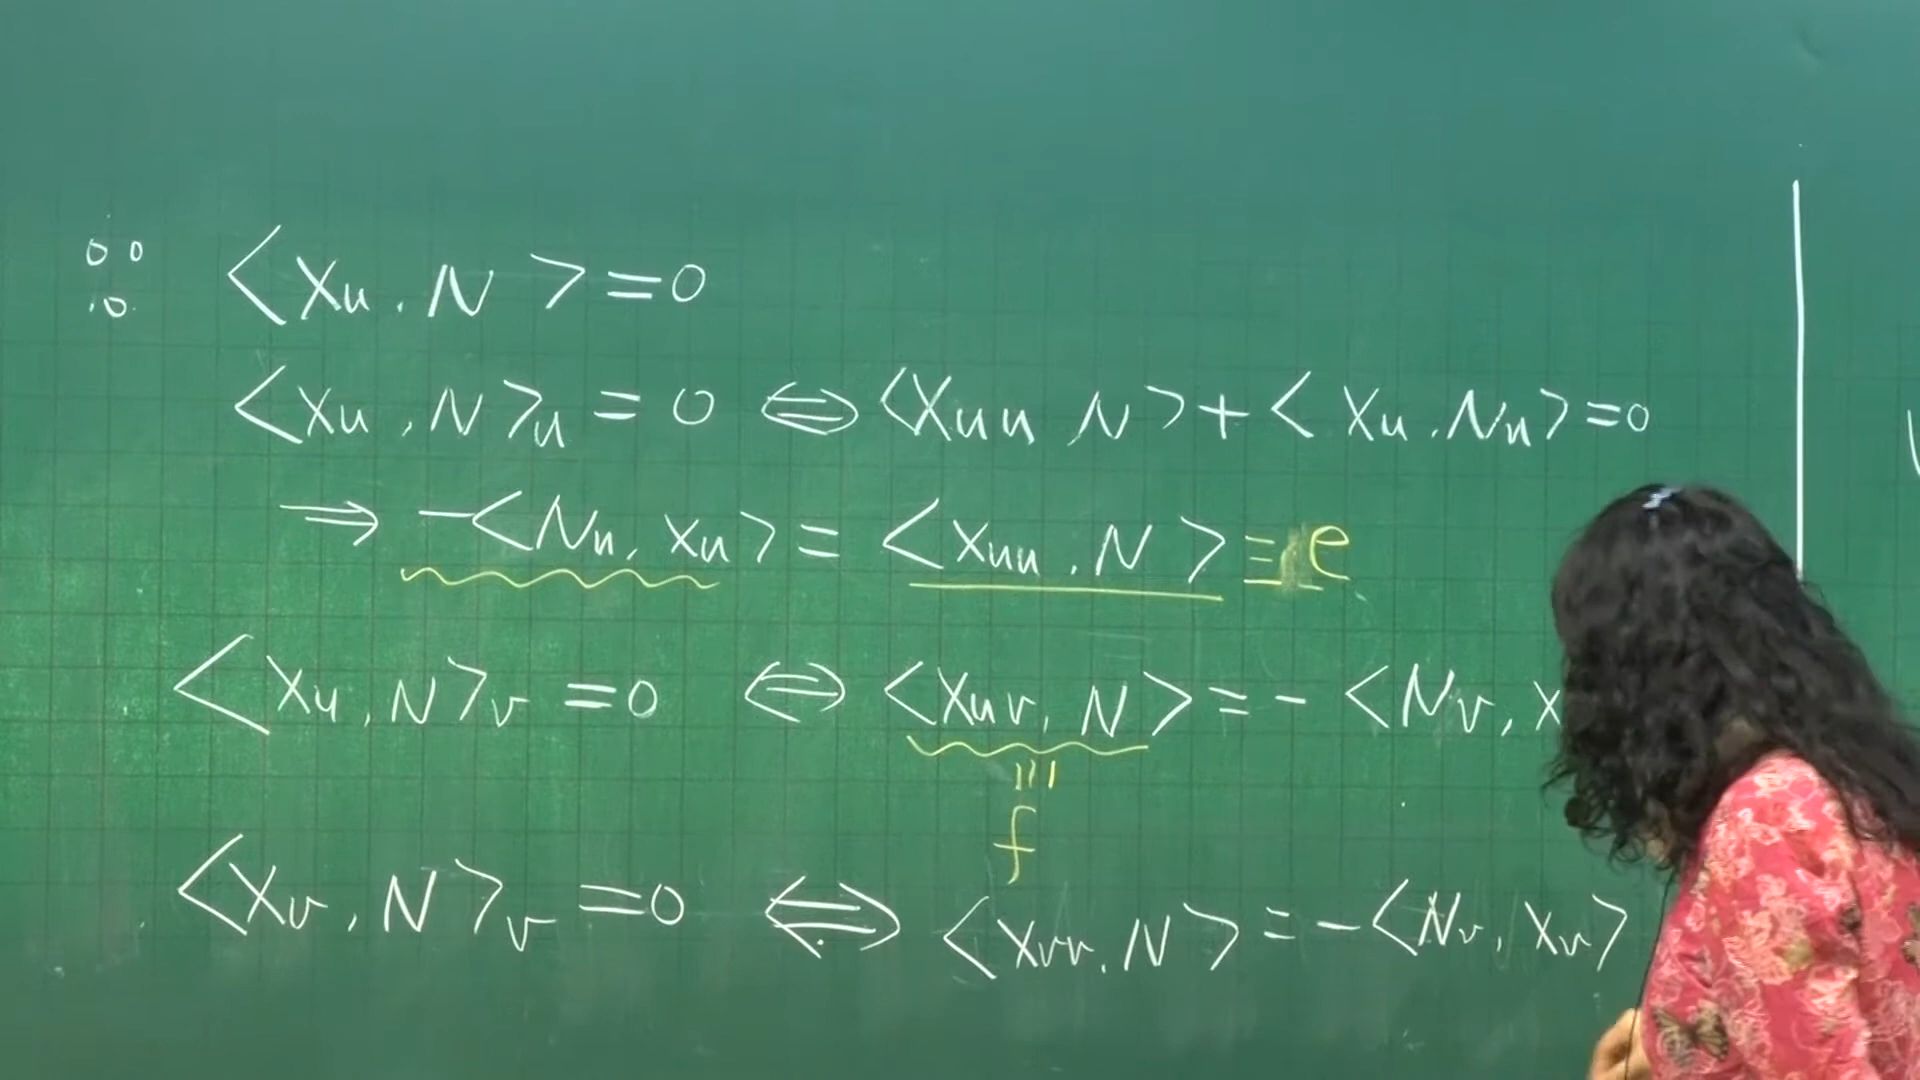 <Xu, N> = 0
<Xu, N>u = 0 ⇔ <Xuu, N> + <Xu, Nu> = 0
⇒ -<Nu, Xu> = <Xuu, N> ≡ e
<Xu, N>v = 0 ⇔ <Xuv, N> = - <Nv, X
≡
f
<Xv, N>v = 0 ⇔ <Xvv, N> = -<Nv, Xv>